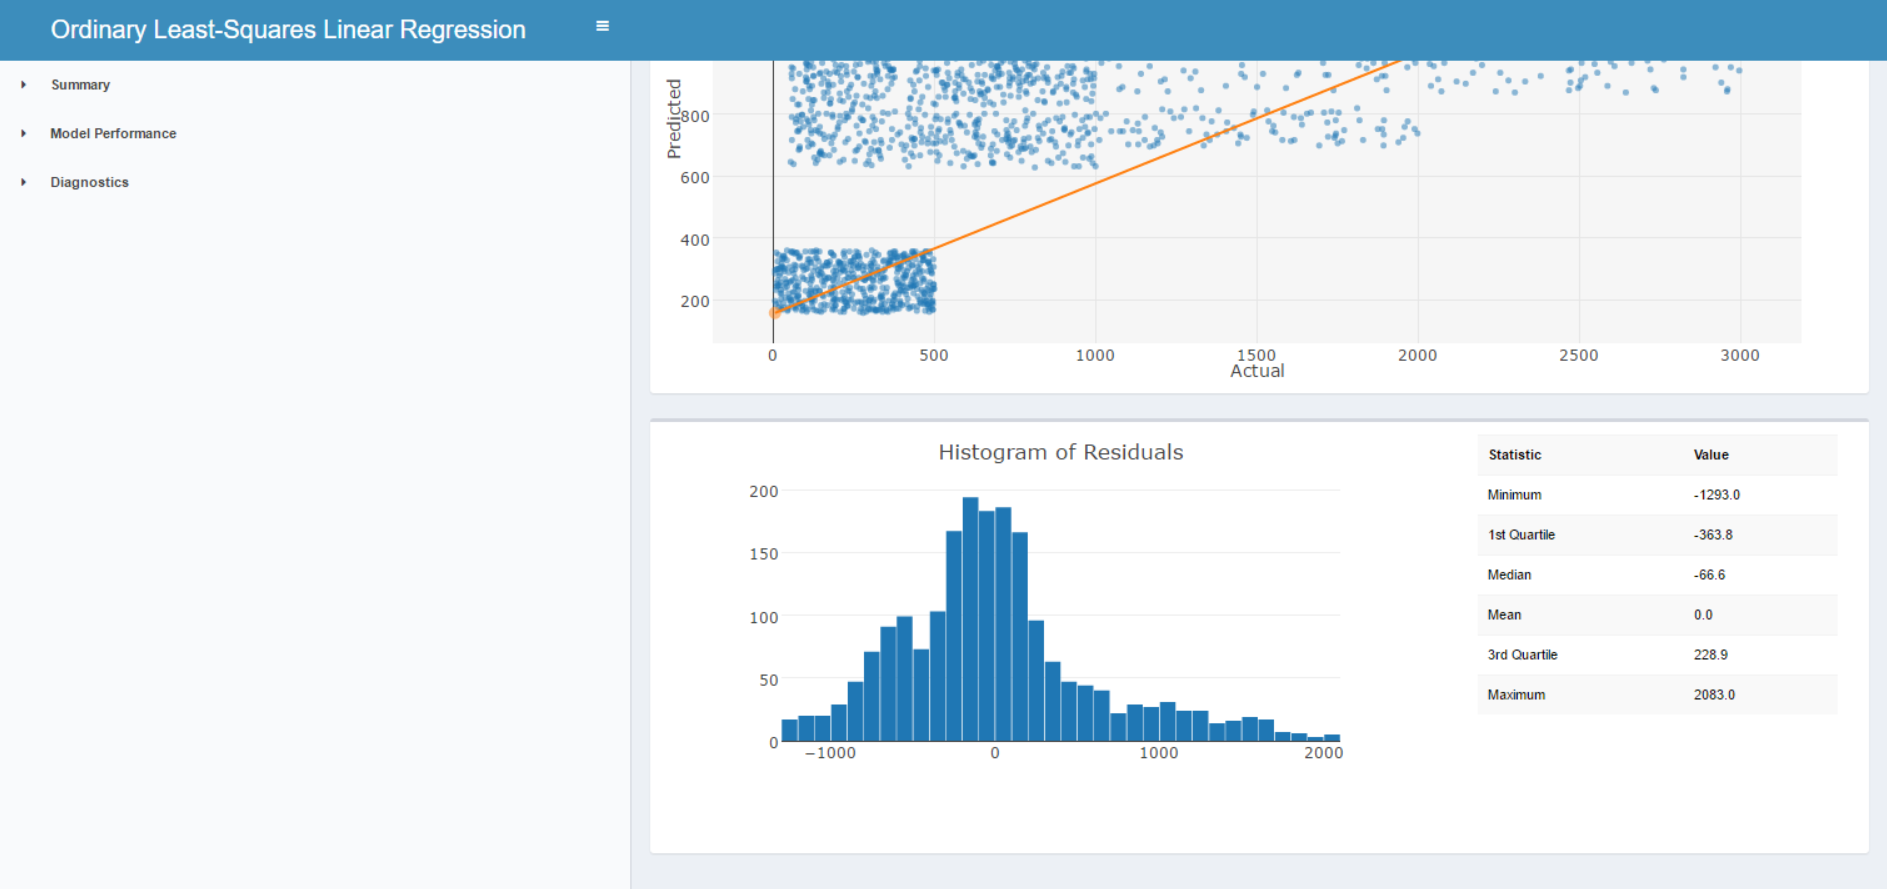 Ordinary Least-Squares Linear Regression
Summary
Model Performance
Diagnostics
Predicted
800
600
400
200
0 500 1000 1500 2000 2500 3000
Actual
Histogram of Residuals
200
150
100
50
0
−1000 0 1000 2000
Statistic Value
Minimum -1293.0
1st Quartile -363.8
Median -66.6
Mean 0.0
3rd Quartile 228.9
Maximum 2083.0